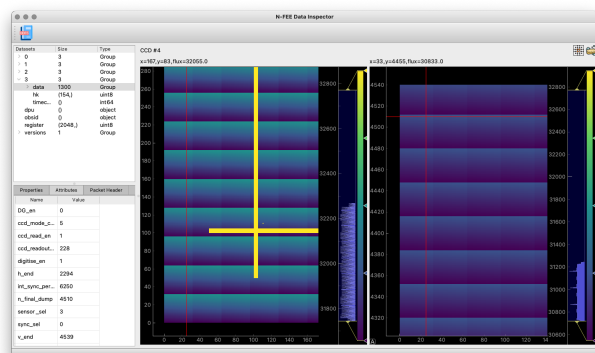 N-FEE Data Inspector
Datasets Size Type
0 3 Group
1 3 Group
2 3 Group
3 3 Group
data 1300 Group
hk (154,) uint8
timec... () int64
dpu () object
obsid () object
register (2048,) uint8
versions 1 Group
Properties Attributes Packet Header
Name Value
DG_en 0
ccd_mode_c... 5
ccd_read_en 1
ccd_readout... 228
digitise_en 1
h_end 2294
int_sync_per... 6250
n_final_dump 4510
sensor_sel 3
sync_sel 0
v_end 4539
CCD #4
x=167,y=83,flux=32055.0
280
260
240
220
200
180
160
140
120
100
80
60
40
20
0
0 20 40 60 80 100 120 140 160
32800
32600
32400
32200
32000
31800
x=33,y=4455,flux=30833.0
4540
4520
4500
4480
4460
4440
4420
4400
4380
4360
4340
4320
A
0 20 40 60 80 100 120 14
32800
32600
32400
32200
32000
31800
31600
31400
31200
31000
30800
30600